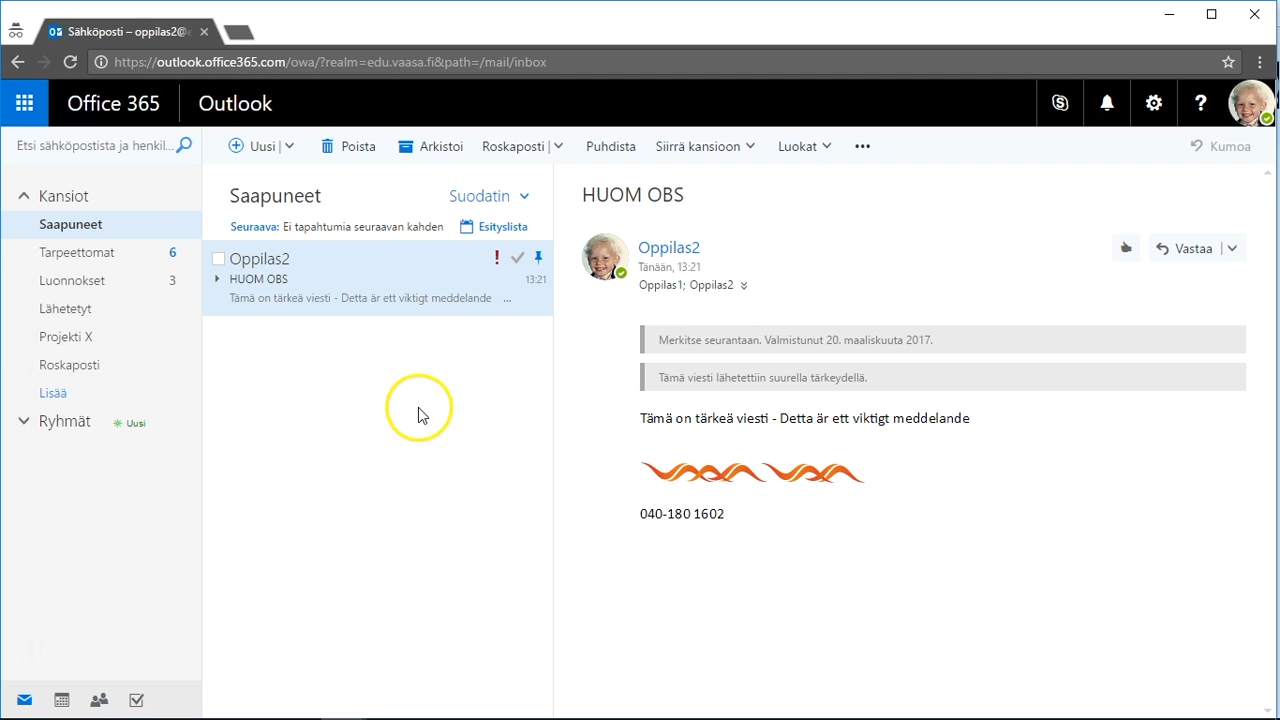 Sähköposti – oppilas2@e
https://outlook.office365.com/owa/?realm=edu.vaasa.fi&path=/mail/inbox
Office 365
Outlook
Etsi sähköpostista ja henkil...
Uusi
Poista
Arkistoi
Roskaposti
Puhdista
Siirrä kansioon
Luokat
Kumoa
Kansiot
Saapuneet
Tarpeettomat 6
Luonnokset 3
Lähetetyt
Projekti X
Roskaposti
Lisää
Ryhmät Uusi
Saapuneet
Suodatin
Seuraava: Ei tapahtumia seuraavan kahden
Esityslista
Oppilas2
HUOM OBS 13:21
Tämä on tärkeä viesti - Detta är ett viktigt meddelande ...
HUOM OBS
Oppilas2
Tänään, 13:21
Oppilas1; Oppilas2
Vastaa
Merkitse seurantaan. Valmistunut 20. maaliskuuta 2017.
Tämä viesti lähetettiin suurella tärkeydellä.
Tämä on tärkeä viesti - Detta är ett viktigt meddelande
040-180 1602